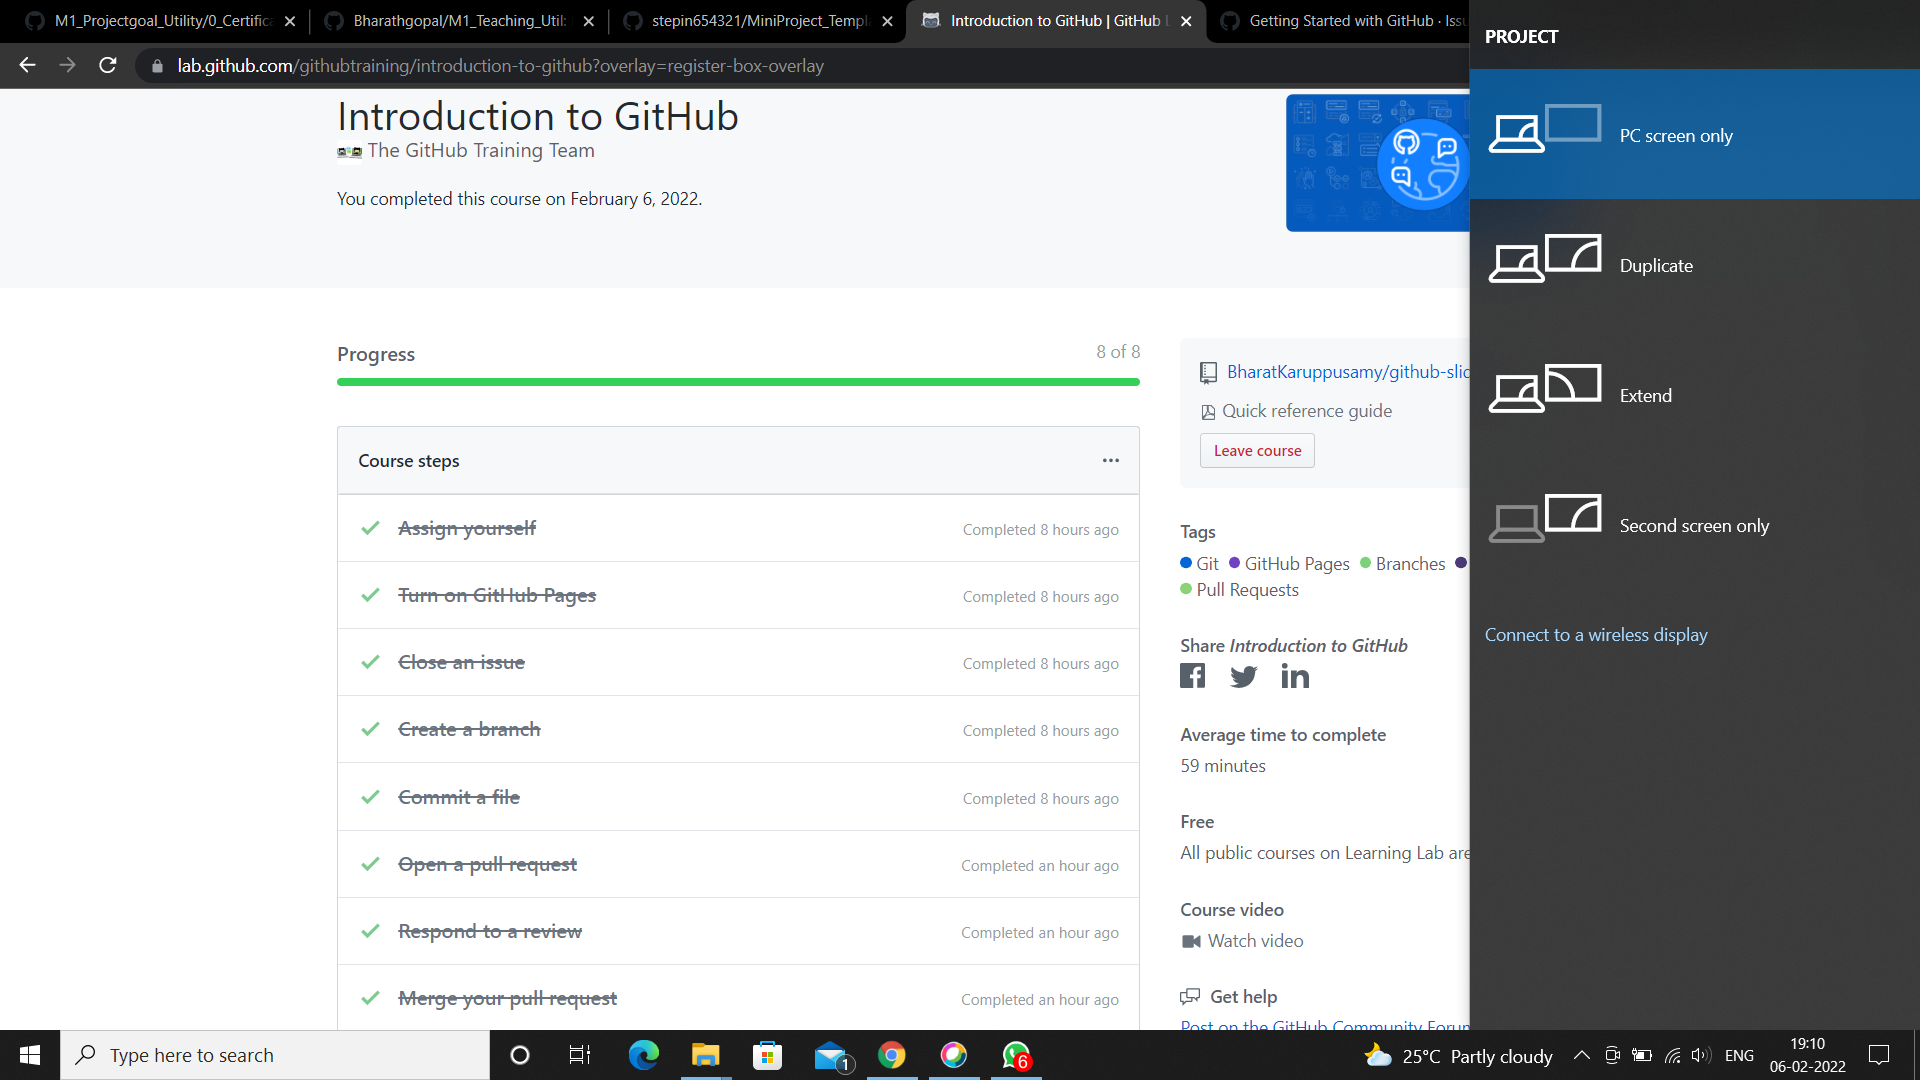 M1_Projectgoal_Utility/0_Certifica
Bharathgopal/M1_Teaching_Util:
stepin654321/MiniProject_Templ
Introduction to GitHub | GitHub L
Getting Started with GitHub · Issu
lab.github.com/githubtraining/introduction-to-github?overlay=register-box-overlay
Introduction to GitHub
The GitHub Training Team
You completed this course on February 6, 2022.
Progress
8 of 8
Course steps
Assign yourself
Completed 8 hours ago
Turn on GitHub Pages
Completed 8 hours ago
Close an issue
Completed 8 hours ago
Create a branch
Completed 8 hours ago
Commit a file
Completed 8 hours ago
Open a pull request
Completed an hour ago
Respond to a review
Completed an hour ago
Merge your pull request
Completed an hour ago
BharatKaruppusamy/github-slic
Quick reference guide
Leave course
Tags
Git GitHub Pages Branches
Pull Requests
Share Introduction to GitHub
Average time to complete
59 minutes
Free
All public courses on Learning Lab are
Course video
Watch video
Get help
Post on the GitHub Community Forun
PROJECT
PC screen only
Duplicate
Extend
Second screen only
Connect to a wireless display
Type here to search
1
6
25°C Partly cloudy
ENG
19:10
06-02-2022